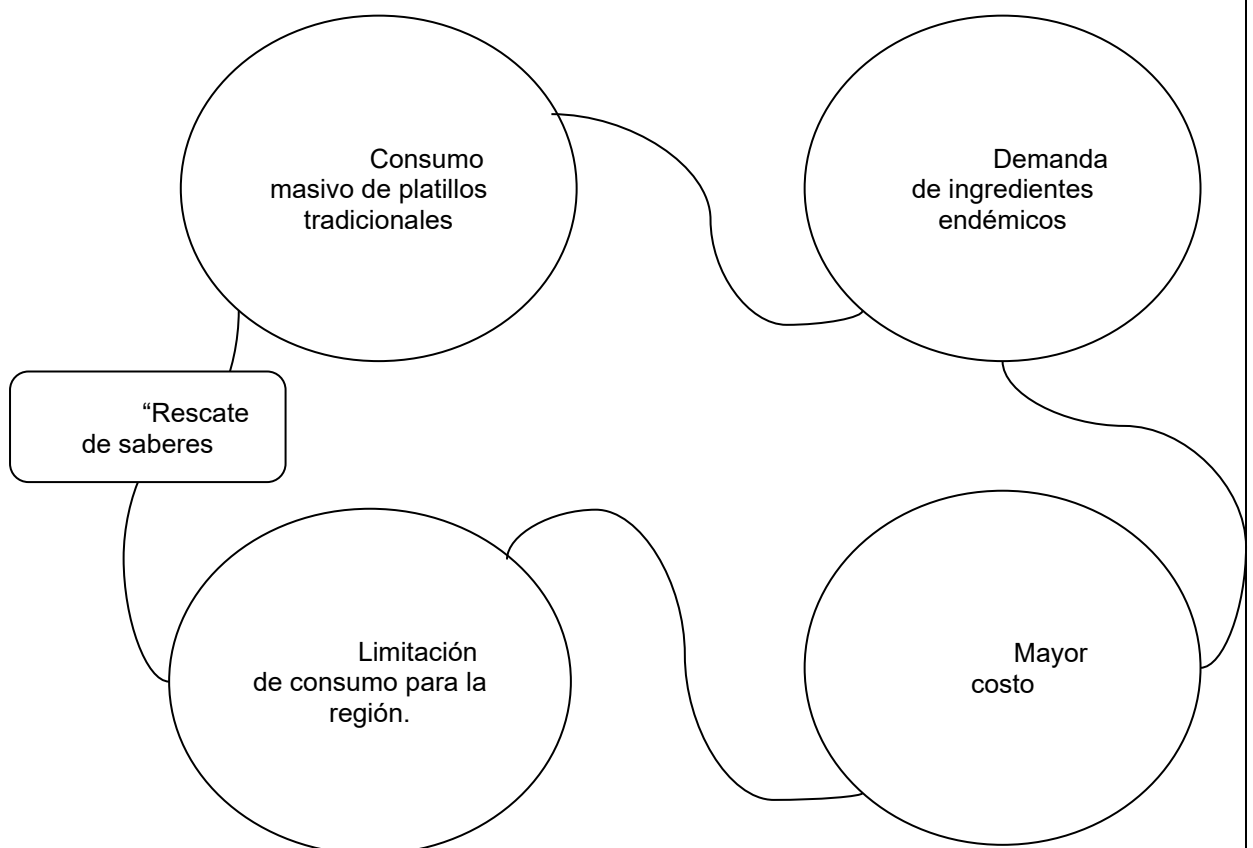 Consumo
masivo de platillos
tradicionales
Demanda
de ingredientes
endémicos
“Rescate
de saberes
Limitación
de consumo para la
región.
Mayor
costo